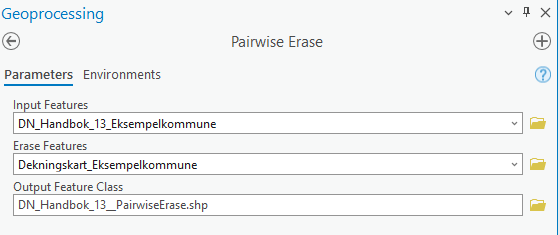 Geoprocessing
Pairwise Erase
Parameters Environments
Input Features
DN_Handbok_13_Eksempelkommune
Erase Features
Dekningskart_Eksempelkommune
Output Feature Class
DN_Handbok_13__PairwiseErase.shp